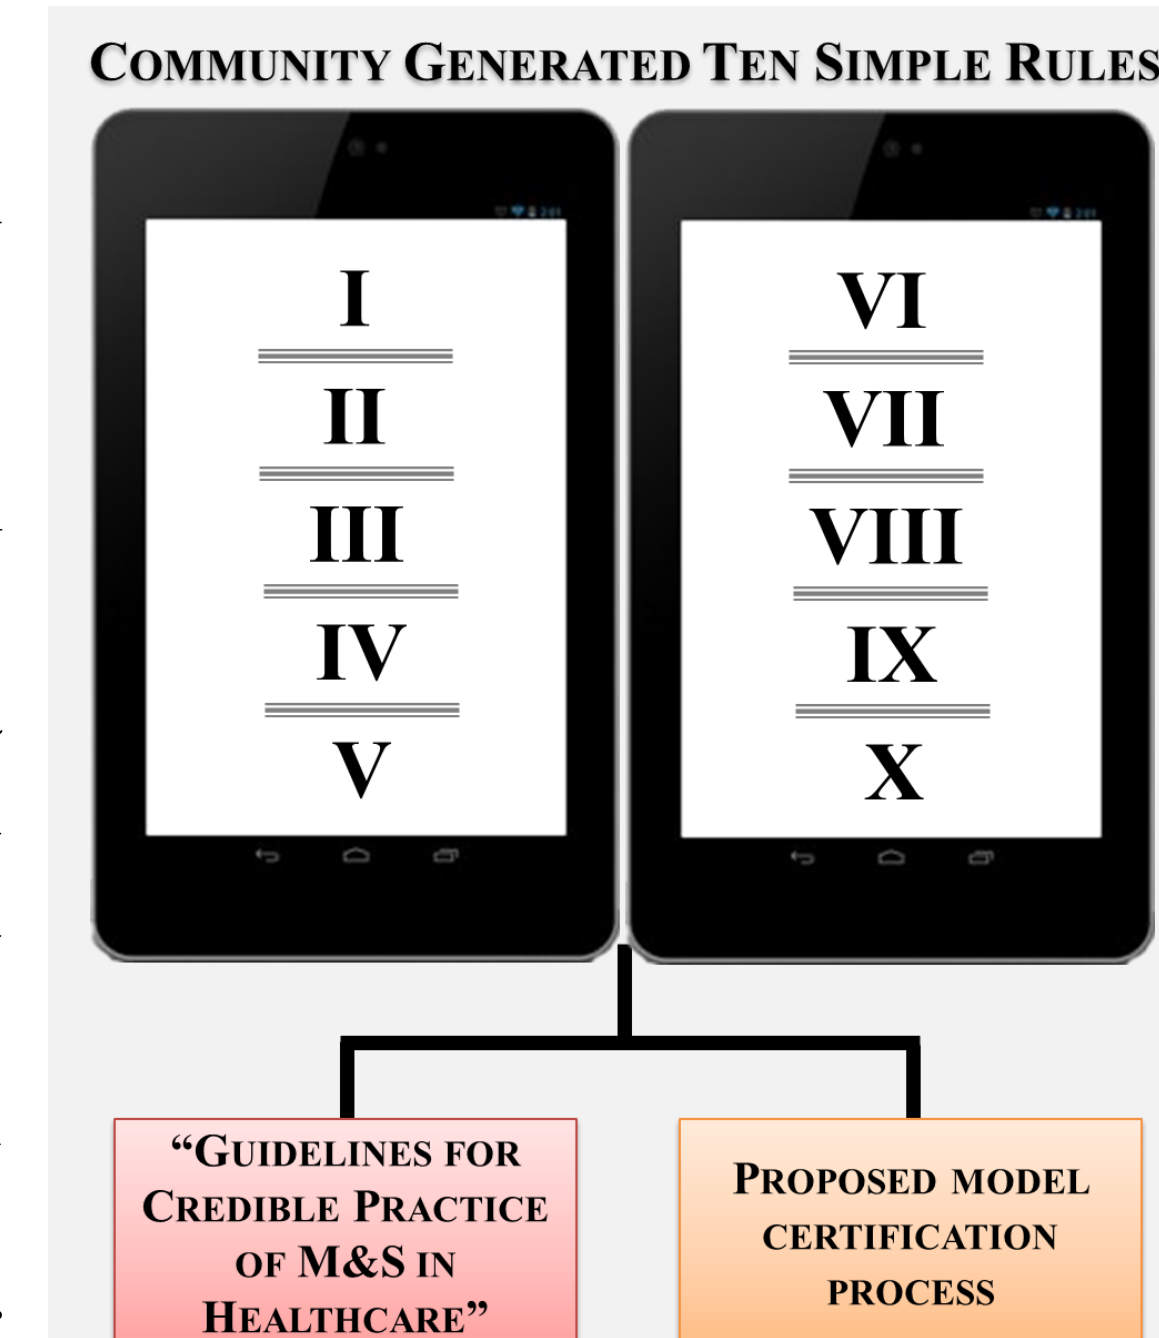 COMMUNITY GENERATED TEN SIMPLE RULES
I
II
III
IV
V
VI
VII
VIII
IX
X
“GUIDELINES FOR
CREDIBLE PRACTICE
OF M&S IN
HEALTHCARE”
PROPOSED MODEL
CERTIFICATION
PROCESS